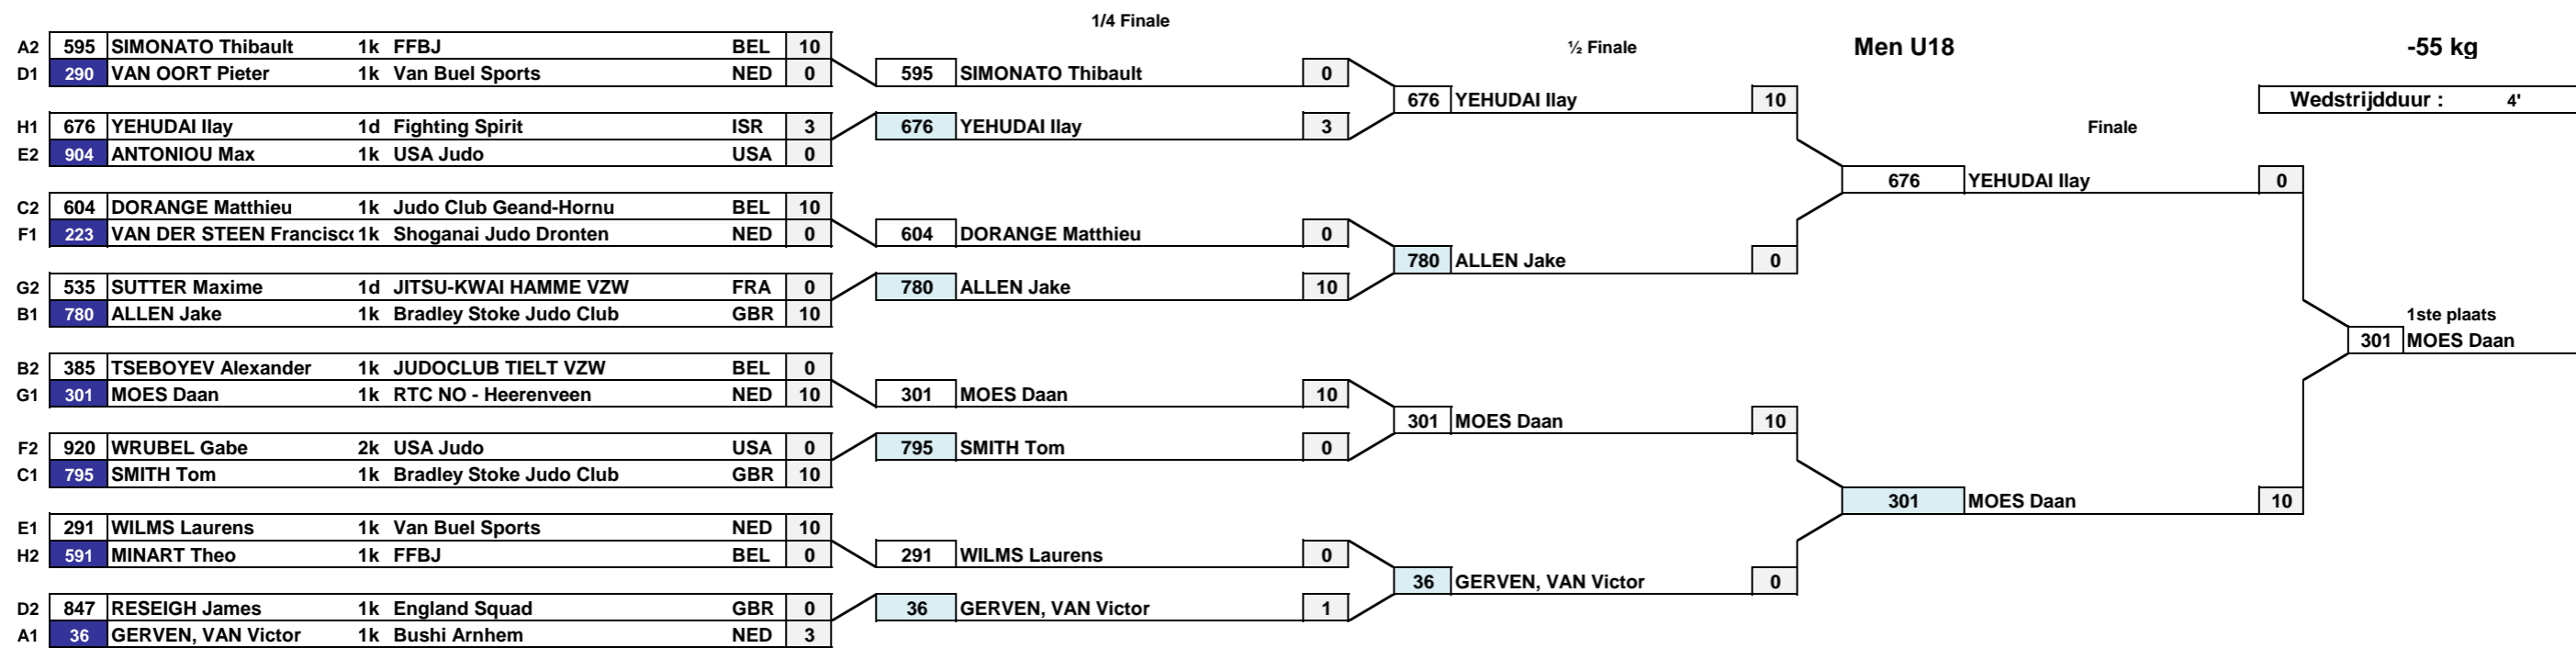 1/4 Finale
½ Finale
Men U18
-55 kg
A2 595 SIMONATO Thibault 1k FFBJ BEL 10
D1 290 VAN OORT Pieter 1k Van Buel Sports NED 0
595 SIMONATO Thibault 0
676 YEHUDAI Ilay 10
Wedstrijdduur : 4'
H1 676 YEHUDAI Ilay 1d Fighting Spirit ISR 3
676 YEHUDAI Ilay 3
Finale
E2 904 ANTONIOU Max 1k USA Judo USA 0
676 YEHUDAI Ilay 0
C2 604 DORANGE Matthieu 1k Judo Club Geand-Hornu BEL 10
F1 223 VAN DER STEEN Francisc 1k Shoganai Judo Dronten NED 0
604 DORANGE Matthieu 0
780 ALLEN Jake 0
G2 535 SUTTER Maxime 1d JITSU-KWAI HAMME VZW FRA 0
780 ALLEN Jake 10
B1 780 ALLEN Jake 1k Bradley Stoke Judo Club GBR 10
1ste plaats
301 MOES Daan
B2 385 TSEBOYEV Alexander 1k JUDOCLUB TIELT VZW BEL 0
G1 301 MOES Daan 1k RTC NO - Heerenveen NED 10
301 MOES Daan 10
301 MOES Daan 10
F2 920 WRUBEL Gabe 2k USA Judo USA 0
795 SMITH Tom 0
C1 795 SMITH Tom 1k Bradley Stoke Judo Club GBR 10
301 MOES Daan 10
E1 291 WILMS Laurens 1k Van Buel Sports NED 10
H2 591 MINART Theo 1k FFBJ BEL 0
291 WILMS Laurens 0
36 GERVEN, VAN Victor 0
D2 847 RESEIGH James 1k England Squad GBR 0
36 GERVEN, VAN Victor 1
A1 36 GERVEN, VAN Victor 1k Bushi Arnhem NED 3